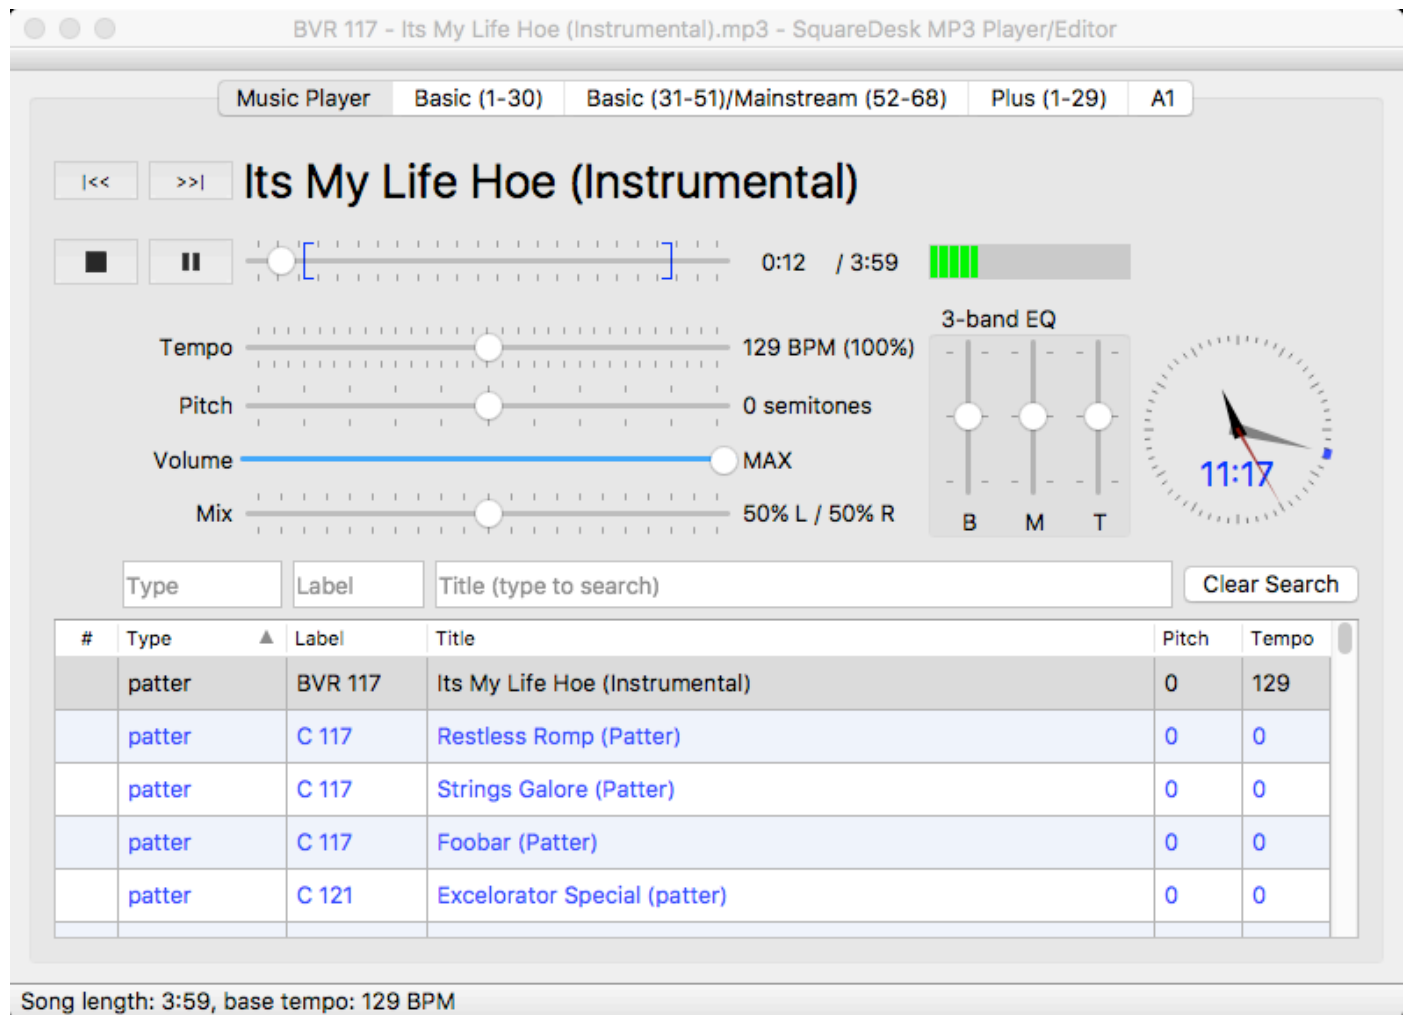 BVR 117 - Its My Life Hoe (Instrumental).mp3 - SquareDesk MP3 Player/Editor
Music Player Basic (1-30) Basic (31-51)/Mainstream (52-68) Plus (1-29) A1
|<< >>| Its My Life Hoe (Instrumental)
0:12 / 3:59
3-band EQ
Tempo 129 BPM (100%)
Pitch 0 semitones
Volume MAX
11:17
Mix 50% L / 50% R
B M T
Type Label Title (type to search) Clear Search
# Type ▲ Label Title Pitch Tempo
patter BVR 117 Its My Life Hoe (Instrumental) 0 129
patter C 117 Restless Romp (Patter) 0 0
patter C 117 Strings Galore (Patter) 0 0
patter C 117 Foobar (Patter) 0 0
patter C 121 Excelorator Special (patter) 0 0
Song length: 3:59, base tempo: 129 BPM